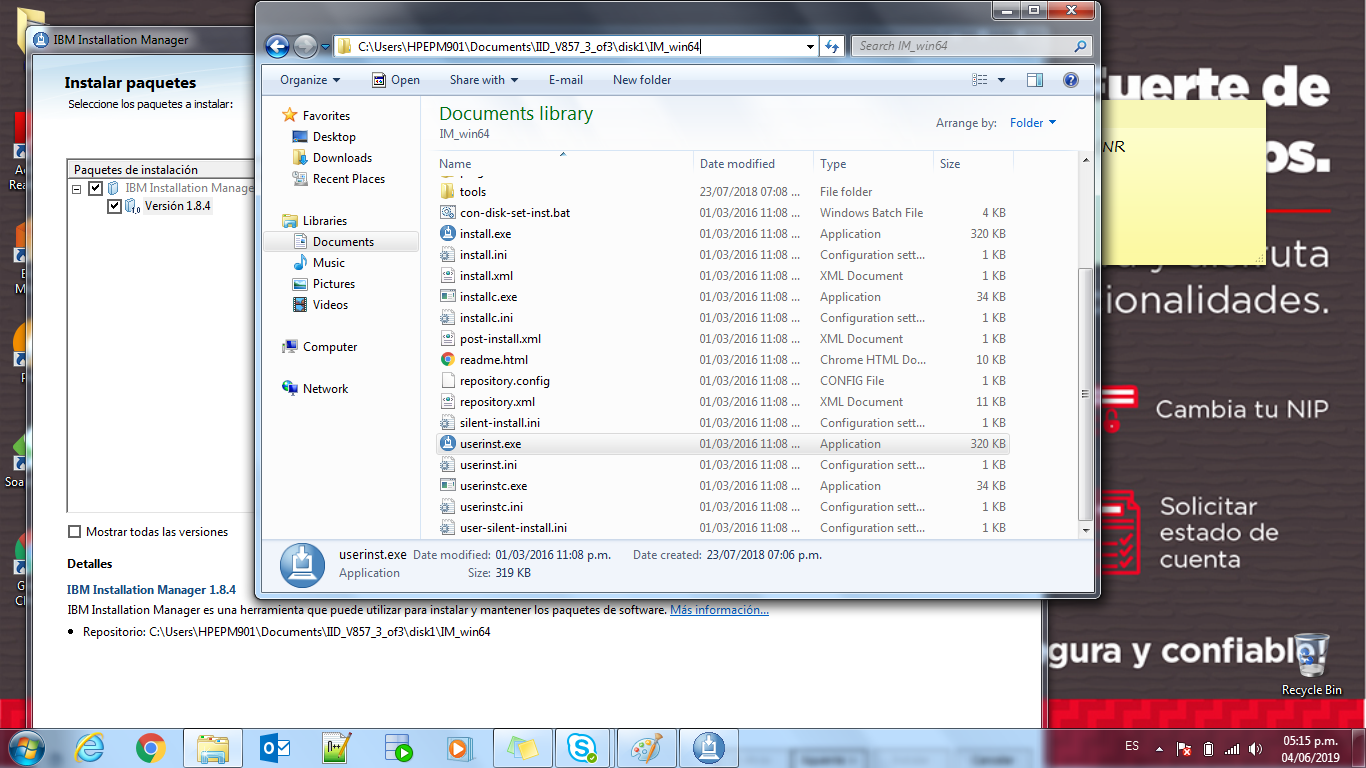 IBM Installation Manager
C:\Users\HPEPM901\Documents\IID_V857_3_of3\disk1\IM_win64
Search IM_win64
Organize
Open
Share with
E-mail
New folder
Instalar paquetes
Seleccione los paquetes a instalar:
Paquetes de instalación
IBM Installation Manage
Versión 1.8.4
Mostrar todas las versiones
Detalles
IBM Installation Manager 1.8.4
IBM Installation Manager es una herramienta que puede utilizar para instalar y mantener los paquetes de software. Más información...
Repositorio: C:\Users\HPEPM901\Documents\IID_V857_3_of3\disk1\IM_win64
Favorites
Desktop
Downloads
Recent Places
Libraries
Documents
Music
Pictures
Videos
Computer
Network
Documents library
IM_win64
Arrange by: Folder
Name Date modified Type Size
tools 23/07/2018 07:08 ... File folder
con-disk-set-inst.bat 01/03/2016 11:08 ... Windows Batch File 4 KB
install.exe 01/03/2016 11:08 ... Application 320 KB
install.ini 01/03/2016 11:08 ... Configuration sett... 1 KB
install.xml 01/03/2016 11:08 ... XML Document 1 KB
installc.exe 01/03/2016 11:08 ... Application 34 KB
installc.ini 01/03/2016 11:08 ... Configuration sett... 1 KB
post-install.xml 01/03/2016 11:08 ... XML Document 1 KB
readme.html 01/03/2016 11:08 ... Chrome HTML Do... 10 KB
repository.config 01/03/2016 11:08 ... CONFIG File 1 KB
repository.xml 01/03/2016 11:08 ... XML Document 11 KB
silent-install.ini 01/03/2016 11:08 ... Configuration sett... 1 KB
userinst.exe 01/03/2016 11:08 ... Application 320 KB
userinst.ini 01/03/2016 11:08 ... Configuration sett... 1 KB
userinstc.exe 01/03/2016 11:08 ... Application 34 KB
userinstc.ini 01/03/2016 11:08 ... Configuration sett... 1 KB
user-silent-install.ini 01/03/2016 11:08 ... Configuration sett... 1 KB
userinst.exe Date modified: 01/03/2016 11:08 p.m. Date created: 23/07/2018 07:06 p.m.
Application Size: 319 KB
uerte de
os.
NR
y disfruta
ionalidades.
Cambia tu NIP
Solicitar
estado de
cuenta
gura y confiable!
Recycle Bin
ES
05:15 p.m.
04/06/2019